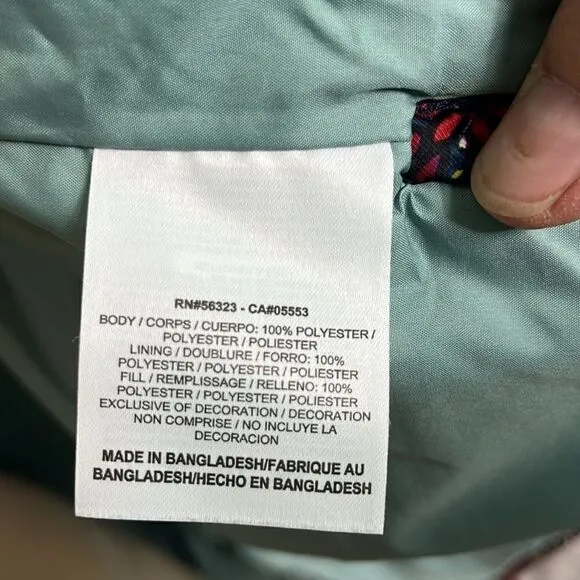 RN#56323 - CA#05553
BODY / CORPS / CUERPO: 100% POLYESTER /
POLYESTER / POLIESTER
LINING / DOUBLURE / FORRO: 100%
POLYESTER / POLYESTER / POLIESTER
FILL / REMPLISSAGE / RELLENO: 100%
POLYESTER / POLYESTER / POLIESTER
EXCLUSIVE OF DECORATION / DECORATION
NON COMPRISE / NO INCLUYE LA
DECORACION
MADE IN BANGLADESH/FABRIQUE AU
BANGLADESH/HECHO EN BANGLADESH